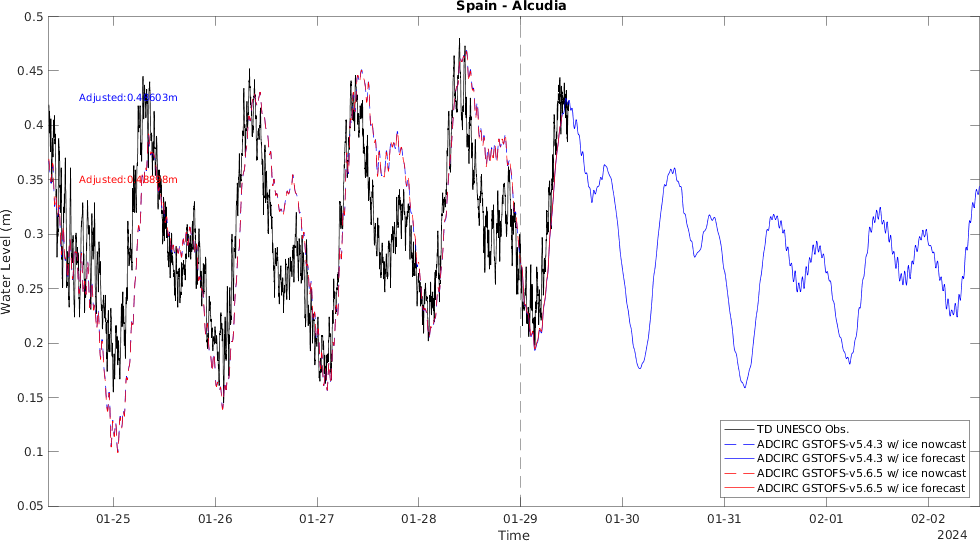 Spain - Alcudia
0.5
0.45
0.4
0.35
0.3
0.25
0.2
0.15
0.1
0.05
Water Level (m)
01-25
01-26
01-27
01-28
01-29
01-30
01-31
02-01
02-02
Time
2024
TD UNESCO Obs.
ADCIRC GSTOFS-v5.4.3 w/ ice nowcast
ADCIRC GSTOFS-v5.4.3 w/ ice forecast
ADCIRC GSTOFS-v5.6.5 w/ ice nowcast
ADCIRC GSTOFS-v5.6.5 w/ ice forecast